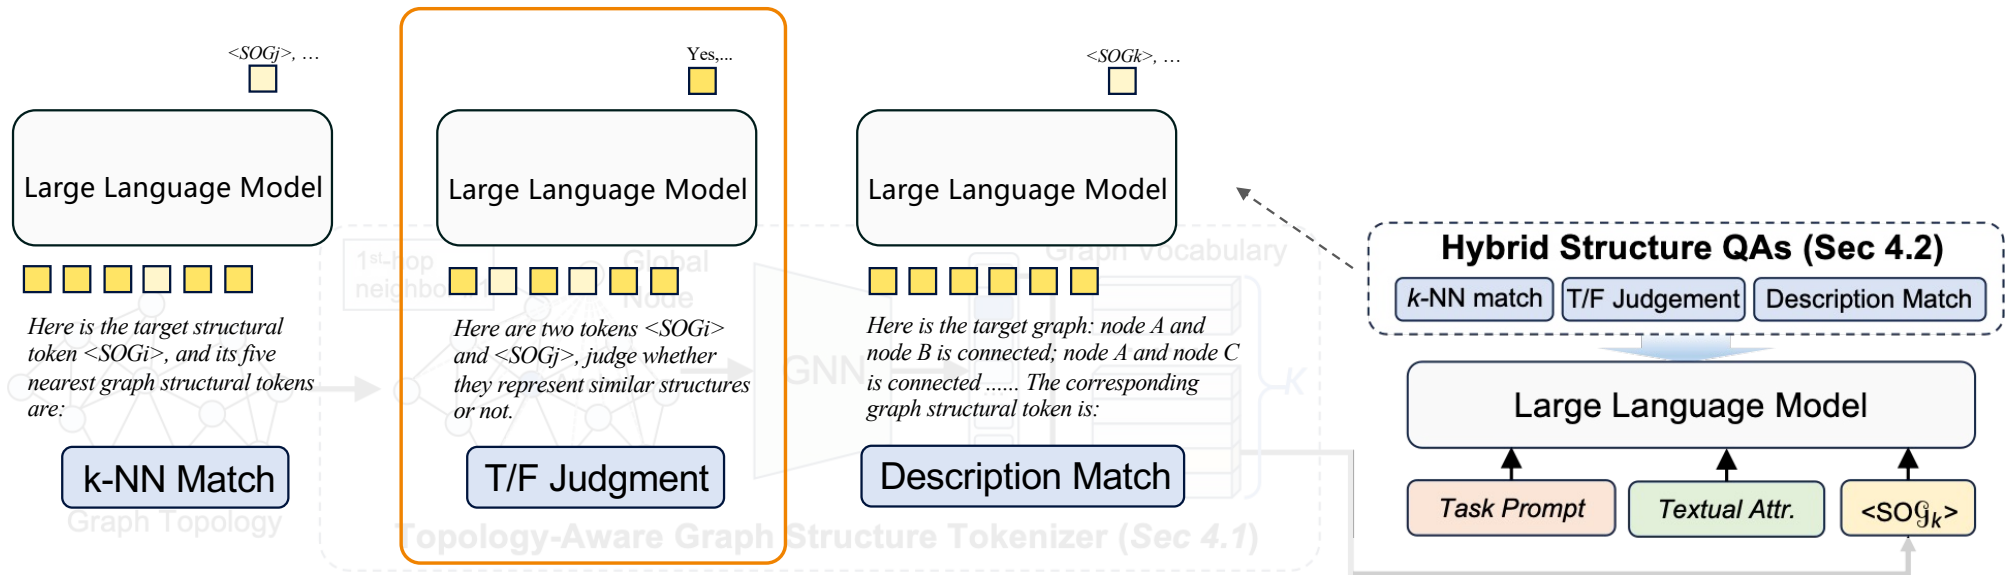 <SOGj>, ...
Large Language Model
Here is the target structural
token <SOGi>, and its five
nearest graph structural tokens
are:
k-NN Match
Yes,...
Large Language Model
Here are two tokens <SOGi>
and <SOGj>, judge whether
they represent similar structures
or not.
T/F Judgment
<SOGk>, ...
Large Language Model
Here is the target graph: node A and
node B is connected; node A and node C
is connected ...... The corresponding
graph structural token is:
Description Match
1st-hop
Global
Node
GNN
Graph Vocabulary
K
Graph Topology
Topology-Aware Graph Structure Tokenizer (Sec 4.1)
Hybrid Structure QAs (Sec 4.2)
k-NN match
T/F Judgement
Description Match
Large Language Model
Task Prompt
Textual Attr.
<SO𝒢k>